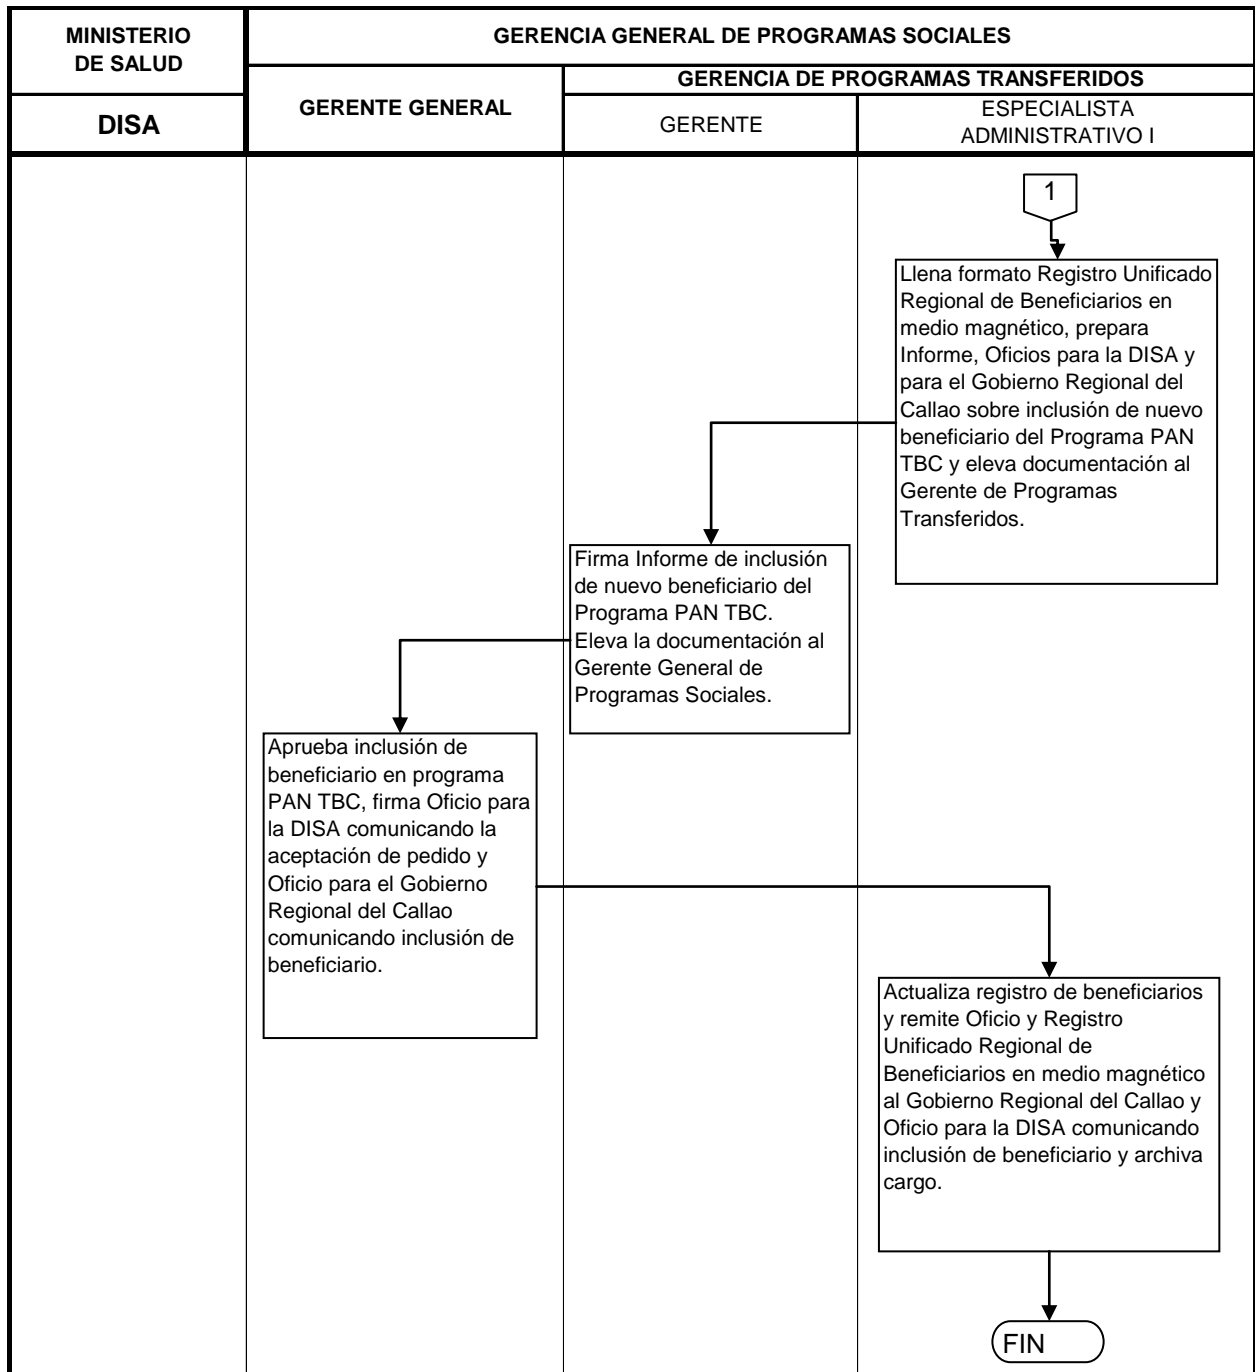 MINISTERIO
DE SALUD
GERENCIA GENERAL DE PROGRAMAS SOCIALES
GERENCIA DE PROGRAMAS TRANSFERIDOS
DISA
GERENTE GENERAL
GERENTE
ESPECIALISTA
ADMINISTRATIVO I
1
Llena formato Registro Unificado
Regional de Beneficiarios en
medio magnético, prepara
Informe, Oficios para la DISA y
para el Gobierno Regional del
Callao sobre inclusión de nuevo
beneficiario del Programa PAN
TBC y eleva documentación al
Gerente de Programas
Transferidos.
Firma Informe de inclusión
de nuevo beneficiario del
Programa PAN TBC.
Eleva la documentación al
Gerente General de
Programas Sociales.
Aprueba inclusión de
beneficiario en programa
PAN TBC, firma Oficio para
la DISA comunicando la
aceptación de pedido y
Oficio para el Gobierno
Regional del Callao
comunicando inclusión de
beneficiario.
Actualiza registro de beneficiarios
y remite Oficio y Registro
Unificado Regional de
Beneficiarios en medio magnético
al Gobierno Regional del Callao y
Oficio para la DISA comunicando
inclusión de beneficiario y archiva
cargo.
FIN